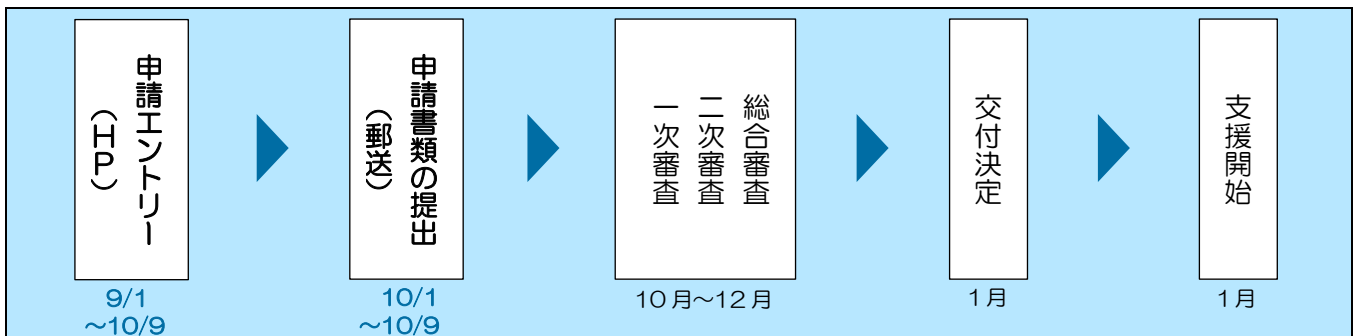 申請エントリー
（HP）
9/1
～10/9
申請書類の提出
（郵送）
10/1
～10/9
総合審査
二次審査
一次審査
10月～12月
交付決定
1月
支援開始
1月